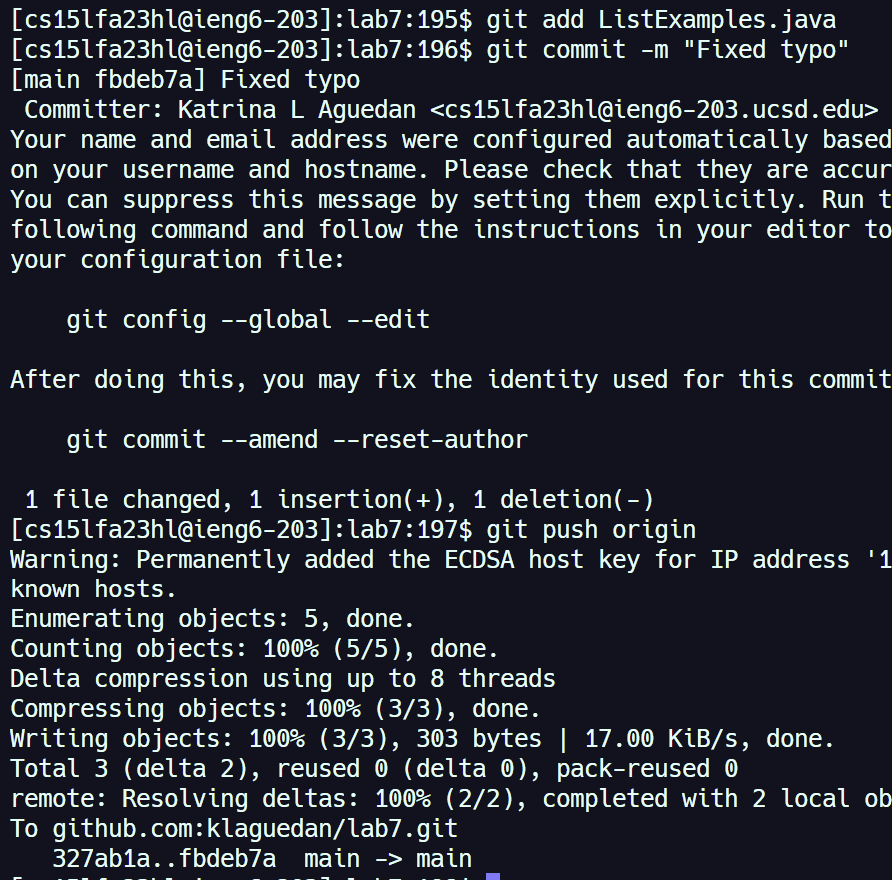 [cs15lfa23hl@ieng6-203]:lab7:195$ git add ListExamples.java
[cs15lfa23hl@ieng6-203]:lab7:196$ git commit -m "Fixed typo"
[main fbdeb7a] Fixed typo
 Committer: Katrina L Aguedan <cs15lfa23hl@ieng6-203.ucsd.edu>
Your name and email address were configured automatically based
on your username and hostname. Please check that they are accur
You can suppress this message by setting them explicitly. Run t
following command and follow the instructions in your editor to
your configuration file:

    git config --global --edit

After doing this, you may fix the identity used for this commit

    git commit --amend --reset-author

 1 file changed, 1 insertion(+), 1 deletion(-)
[cs15lfa23hl@ieng6-203]:lab7:197$ git push origin
Warning: Permanently added the ECDSA host key for IP address '1
known hosts.
Enumerating objects: 5, done.
Counting objects: 100% (5/5), done.
Delta compression using up to 8 threads
Compressing objects: 100% (3/3), done.
Writing objects: 100% (3/3), 303 bytes | 17.00 KiB/s, done.
Total 3 (delta 2), reused 0 (delta 0), pack-reused 0
remote: Resolving deltas: 100% (2/2), completed with 2 local ob
To github.com:klaguedan/lab7.git
   327ab1a..fbdeb7a  main -> main